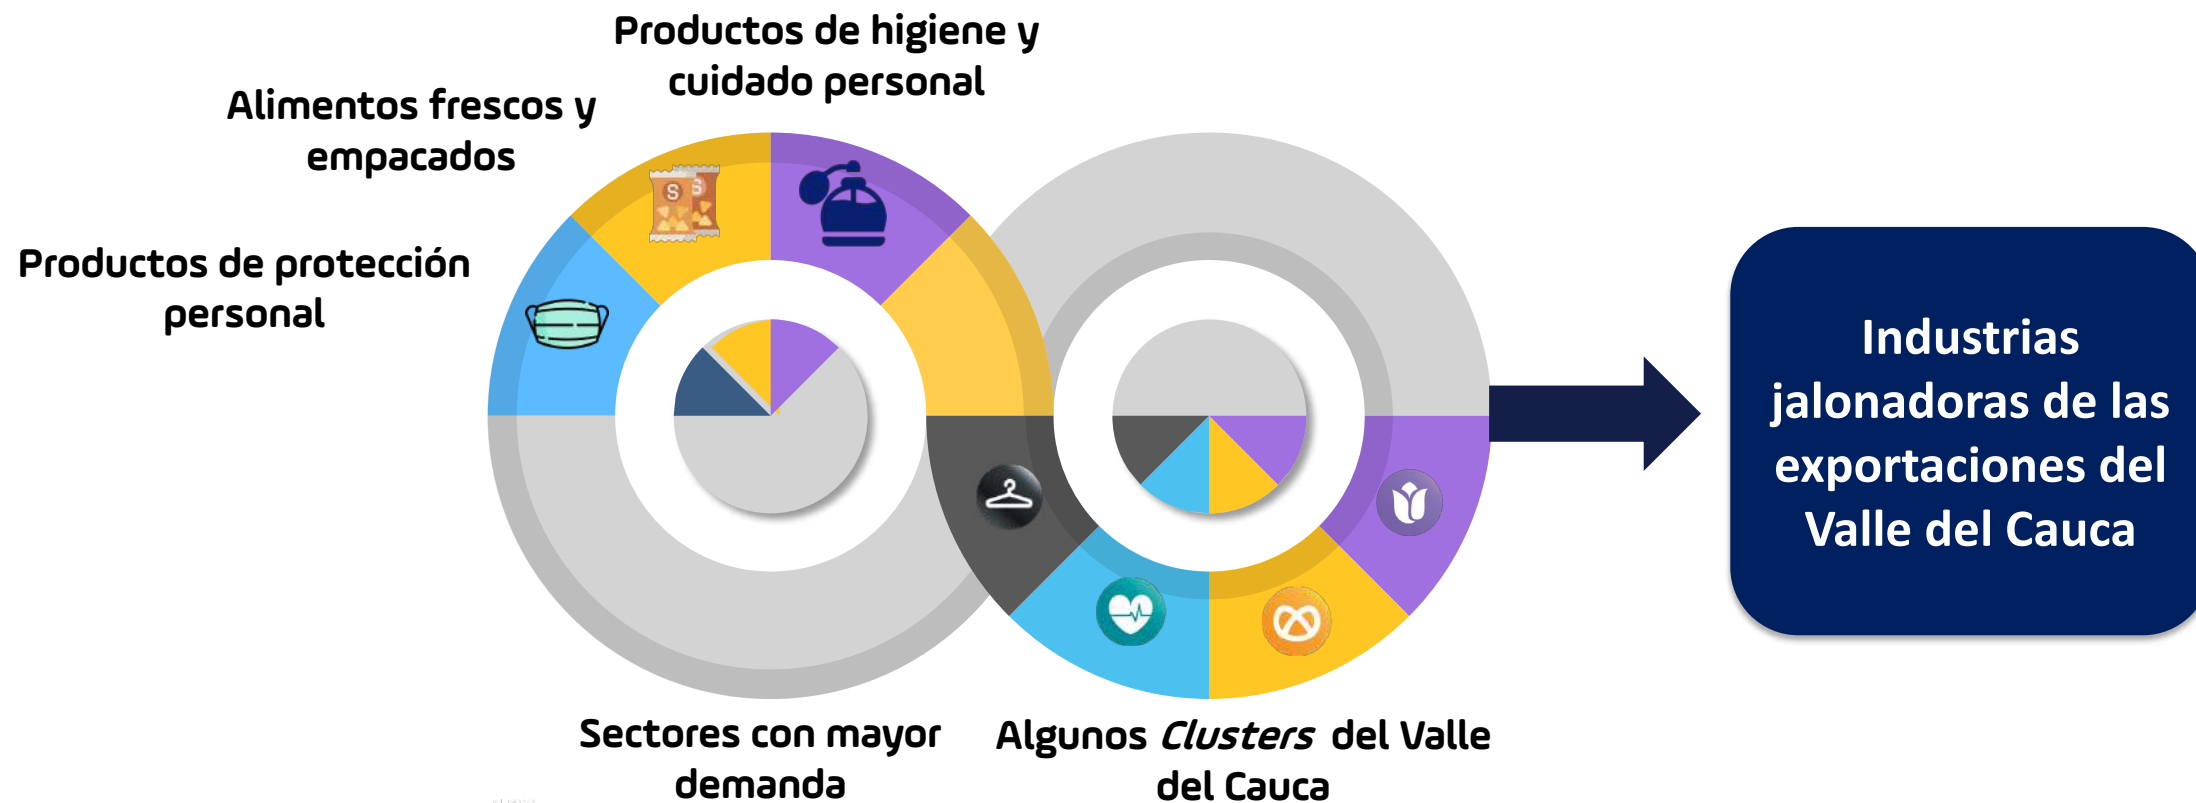 Productos de higiene y
cuidado personal
Alimentos frescos y
empacados
Productos de protección
personal
S
S
Industrias
jalonadoras de las
exportaciones del
Valle del Cauca
Sectores con mayor
demanda
Algunos Clusters del Valle
del Cauca